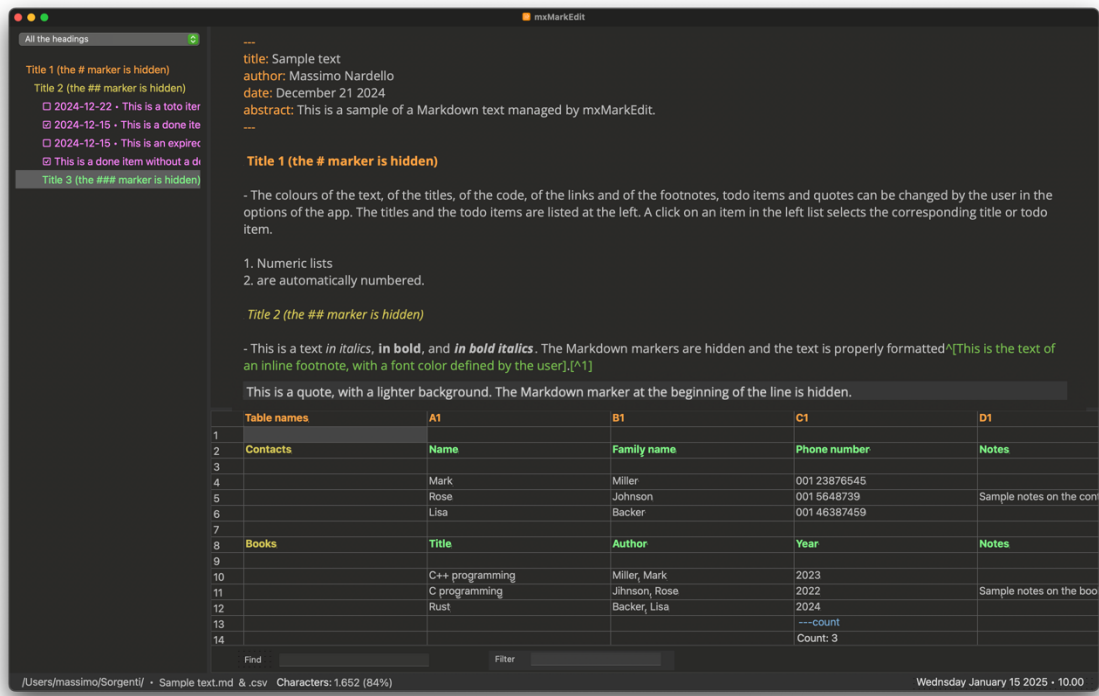 mxMarkEdit
All the headings
Title 1 (the # marker is hidden)
Title 2 (the ## marker is hidden)
☐ 2024-12-22 • This is a toto iter
☑ 2024-12-15 • This is a done ite
☐ 2024-12-15 • This is an expired
☑ This is a done item without a d
Title 3 (the ### marker is hidden)
---
title: Sample text
author: Massimo Nardello
date: December 21 2024
abstract: This is a sample of a Markdown text managed by mxMarkEdit.
---
Title 1 (the # marker is hidden)
- The colours of the text, of the titles, of the code, of the links and of the footnotes, todo items and quotes can be changed by the user in the
options of the app. The titles and the todo items are listed at the left. A click on an item in the left list selects the corresponding title or todo
item.
1. Numeric lists
2. are automatically numbered.
Title 2 (the ## marker is hidden)
- This is a text in italics, in bold, and in bold italics. The Markdown markers are hidden and the text is properly formatted^[This is the text of
an inline footnote, with a font color defined by the user].[^1]
This is a quote, with a lighter background. The Markdown marker at the beginning of the line is hidden.
Table names A1 B1 C1 D1
1
2 Contacts Name Family name Phone number Notes
3
4 Mark Miller 001 23876545
5 Rose Johnson 001 5648739 Sample notes on the con
6 Lisa Backer 001 46387459
7
8 Books Title Author Year Notes
9
10 C++ programming Miller, Mark 2023
11 C programming Jihnson, Rose 2022 Sample notes on the boo
12 Rust Backer, Lisa 2024
13 ---count
14 Count: 3
Find Filter
/Users/massimo/Sorgenti/ • Sample text.md & .csv Characters: 1.652 (84%) Wednsday January 15 2025 • 10.00